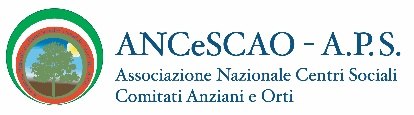 ANCeSCAO - A.P.S.
Associazione Nazionale Centri Sociali
Comitati Anziani e Orti